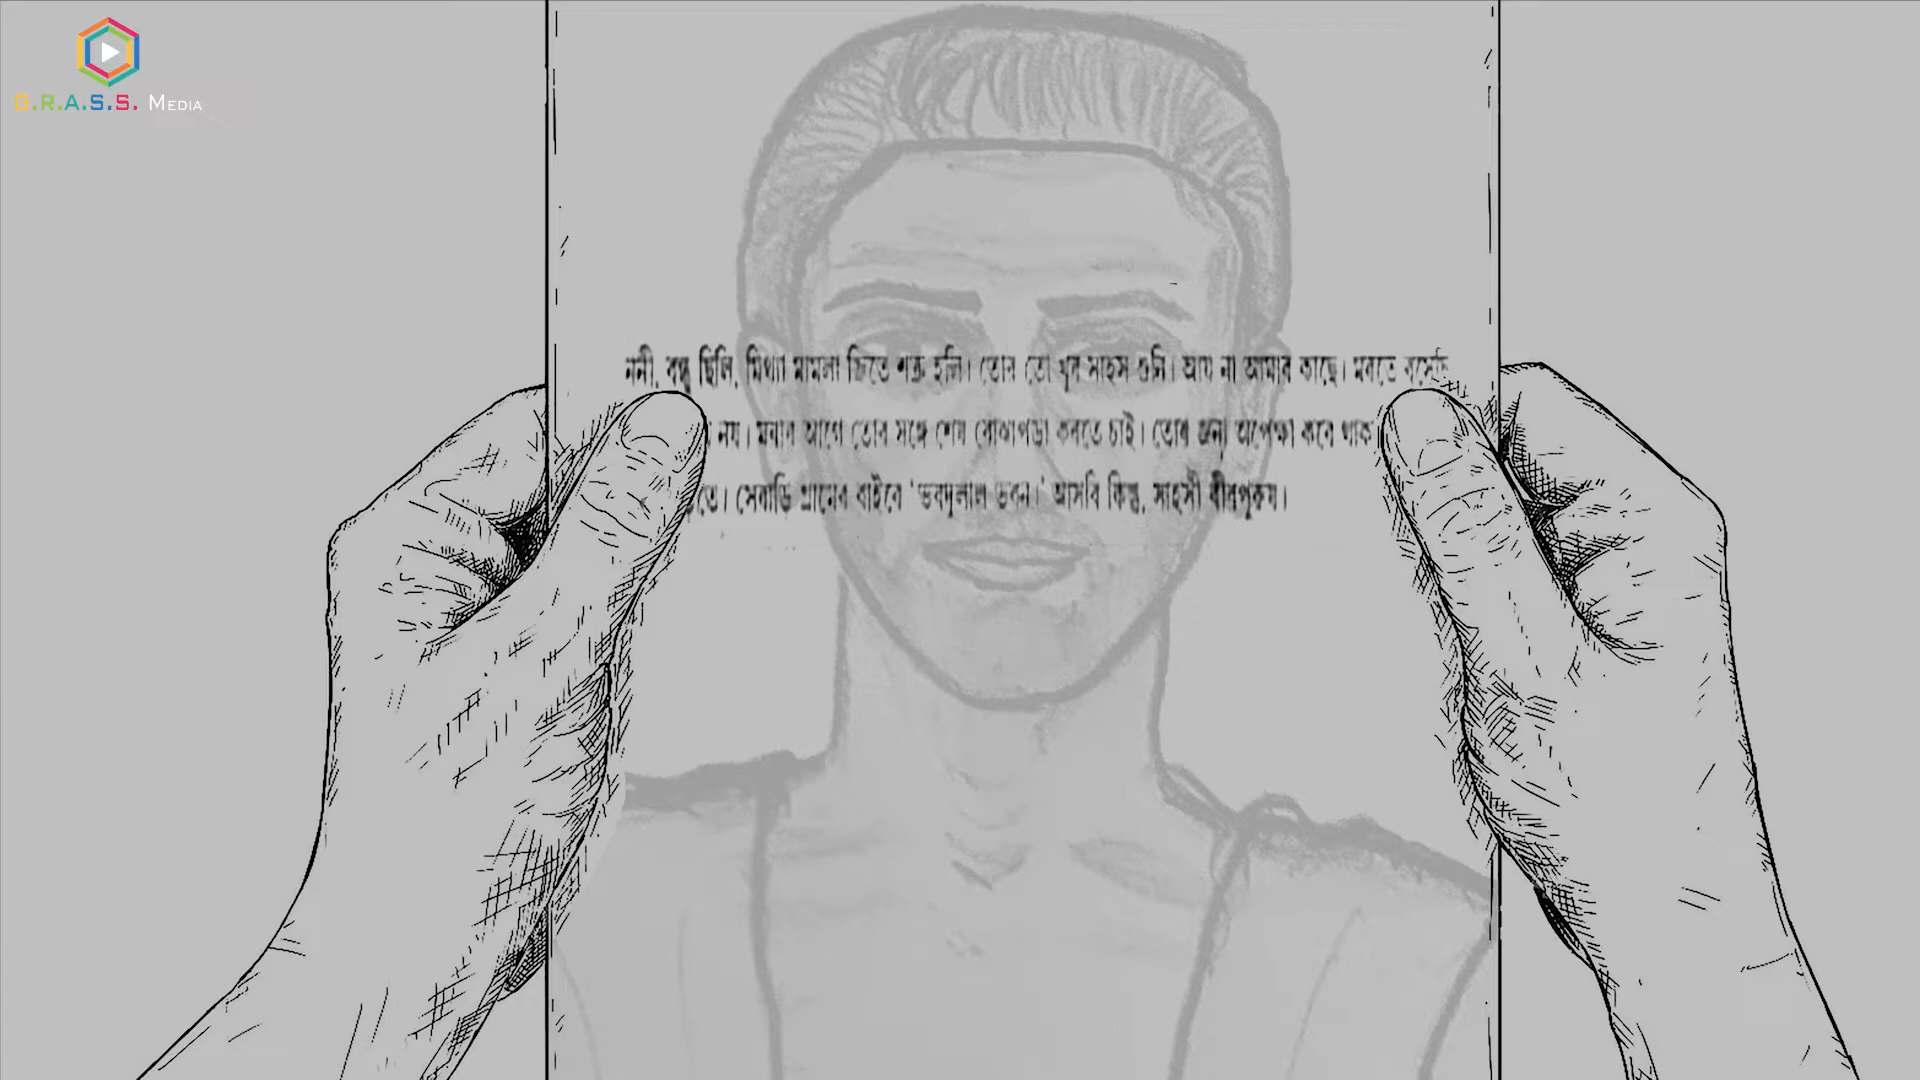 G.R.A.S.S. MEDIA
ননী, বন্ধু ছিলি, মিথ্যা মামলা জিতে শত্রু হলি। তোর তো খুব সাহস শুনি। আয় না আমার কাছে। মরতে বসেছি
নয়। মরার আগে তোর সঙ্গে শেষ বোঝাপড়া করতে চাই। তোর জন্য অপেক্ষা করে থাক
তে। সেবাডি গ্রামের বাইরে ‘ভবদুলাল ভবন।’ আসবি কিন্তু, সাহসী বীরপুরুষ।